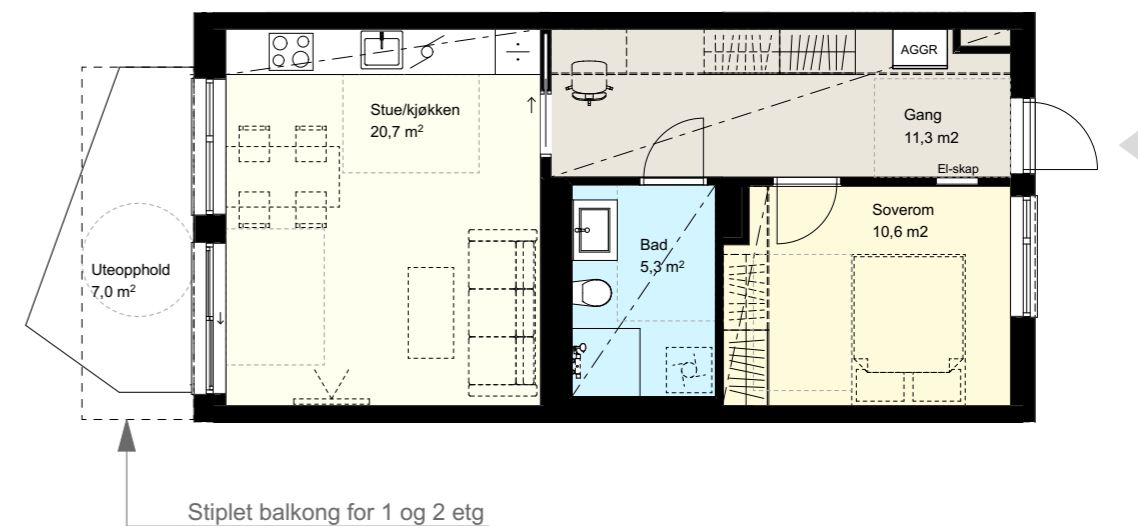 AGGR
Stue/kjøkken
20,7 m²
Gang
11,3 m2
El-skap
Soverom
10,6 m2
Bad
5,3 m²
Uteopphold
7,0 m²
Stiplet balkong for 1 og 2 etg